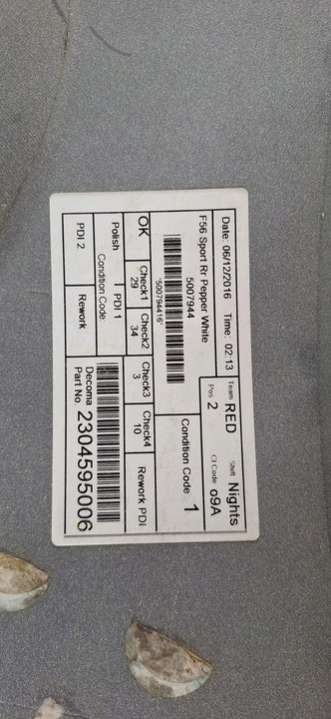 Date 06/12/2016 Time: 02:13 Team RED Shift Nights
F56 Sport Rr Pepper White Pos 2 CI Code o9A
5007944
*50079441 6* Condition Code 1
OK Check1 29 Check2 34 Check3 3 Check4 10 Rework PDI
Polish PDI 1
Condition Code
PDI 2 Rework
Decoma Part No 2304595006